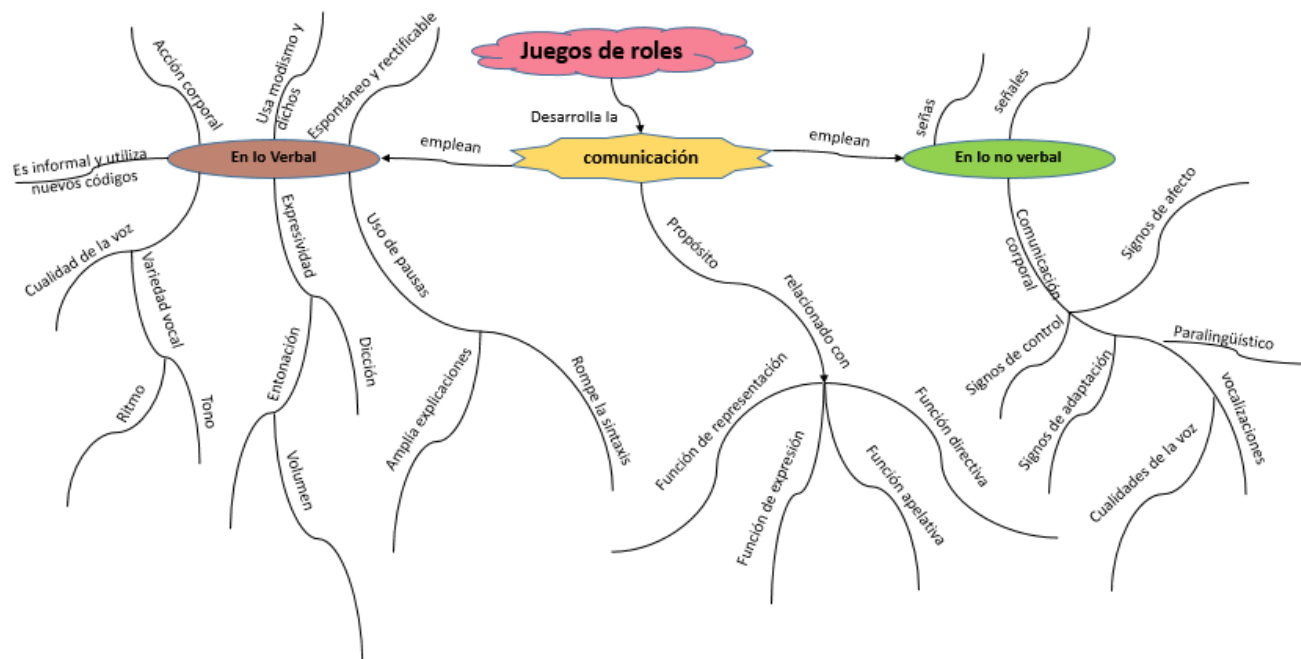 Juegos de roles
Desarrolla la
comunicación
emplean
emplean
En lo Verbal
Acción corporal
Usa modismo y
dichos
Espontáneo y rectificable
Es informal y utiliza
nuevos códigos
Cualidad de la voz
Variedad vocal
Ritmo
Tono
Expresividad
Entonación
Dicción
Volumen
Uso de pausas
Amplía explicaciones
Rompe la sintaxis
Propósito
relacionado con
Función de representación
Función de expresión
Función apelativa
Función directiva
En lo no verbal
señas
señales
Comunicación
corporal
Signos de afecto
Signos de control
Signos de adaptación
Paralingüístico
vocalizaciones
Cualidades de la voz